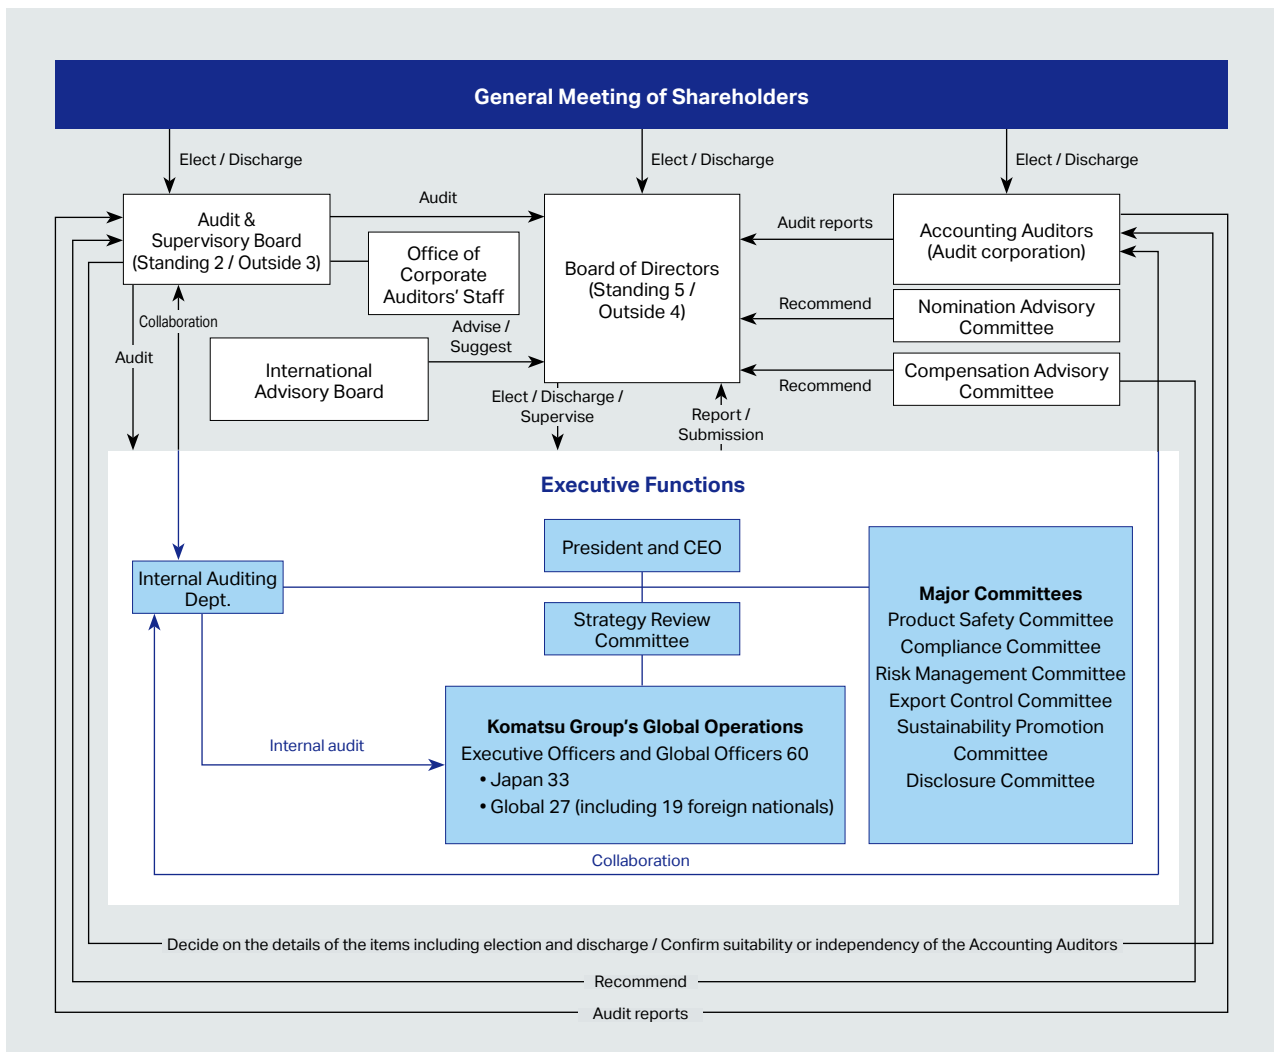 General Meeting of Shareholders
Elect / Discharge
Elect / Discharge
Elect / Discharge
Audit &
Supervisory Board
(Standing 2 / Outside 3)
Audit
Office of
Corporate
Auditors’ Staff
Board of Directors
(Standing 5 /
Outside 4)
Audit reports
Accounting Auditors
(Audit corporation)
Recommend
Nomination Advisory
Committee
Collaboration
Audit
Advise /
Suggest
International
Advisory Board
Recommend
Compensation Advisory
Committee
Elect / Discharge /
Supervise
Report /
Submission
Executive Functions
President and CEO
Internal Auditing
Dept.
Strategy Review
Committee
Major Committees
Product Safety Committee
Compliance Committee
Risk Management Committee
Export Control Committee
Sustainability Promotion
Committee
Disclosure Committee
Internal audit
Komatsu Group’s Global Operations
Executive Officers and Global Officers 60
• Japan 33
• Global 27 (including 19 foreign nationals)
Collaboration
Decide on the details of the items including election and discharge / Confirm suitability or independency of the Accounting Auditors
Recommend
Audit reports